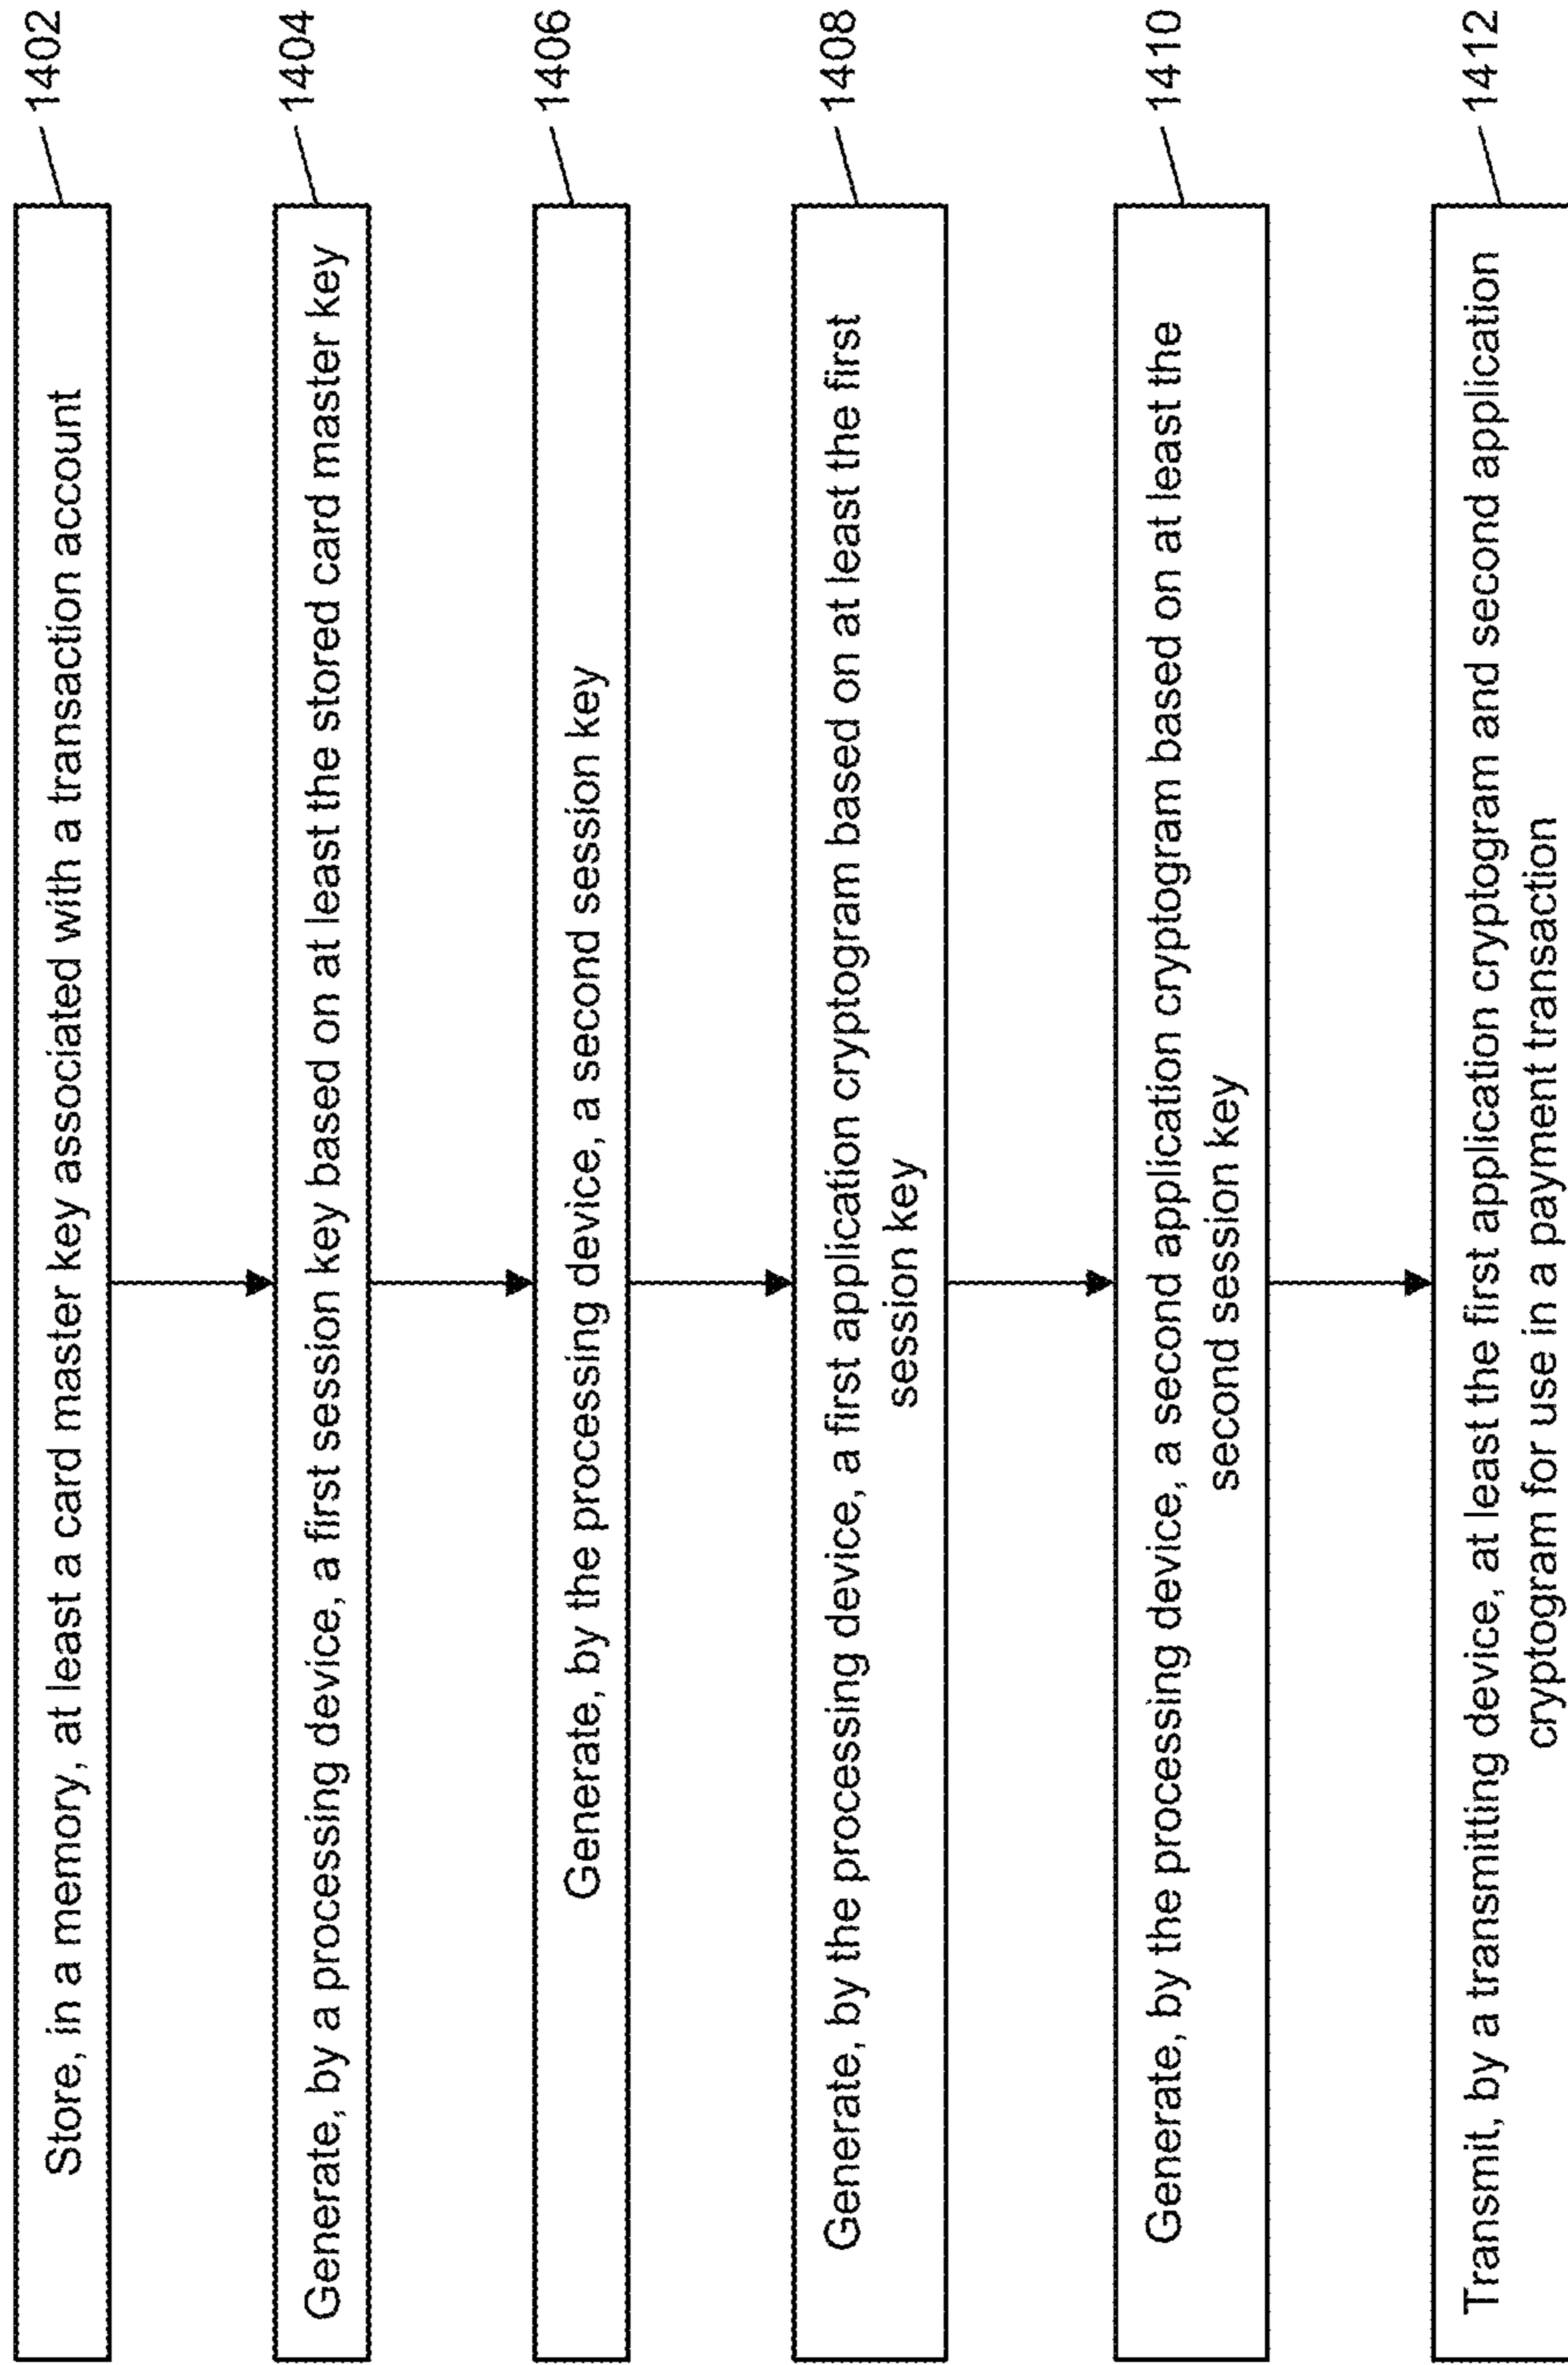 Store, in a memory, at least a card master key associated with a transaction account
1402
Generate, by a processing device, a first session key based on at least the stored card master key
1404
Generate, by the processing device, a second session key
1406
Generate, by the processing device, a first application cryptogram based on at least the first
session key
1408
Generate, by the processing device, a second application cryptogram based on at least the
second session key
1410
Transmit, by a transmitting device, at least the first application cryptogram and second application
cryptogram for use in a payment transaction
1412